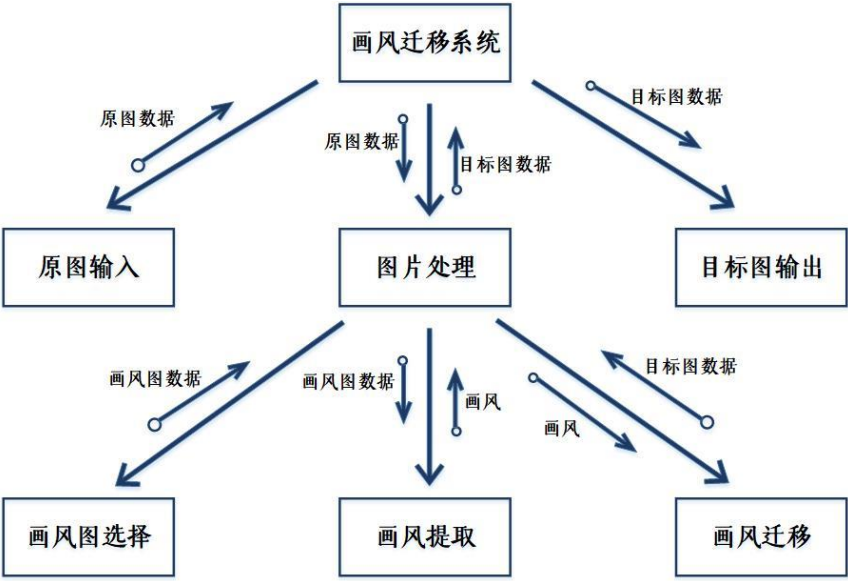 画风迁移系统
原图数据
原图数据
目标图数据
目标图数据
原图输入
图片处理
目标图输出
画风图数据
画风图数据
画风
画风
目标图数据
画风图选择
画风提取
画风迁移